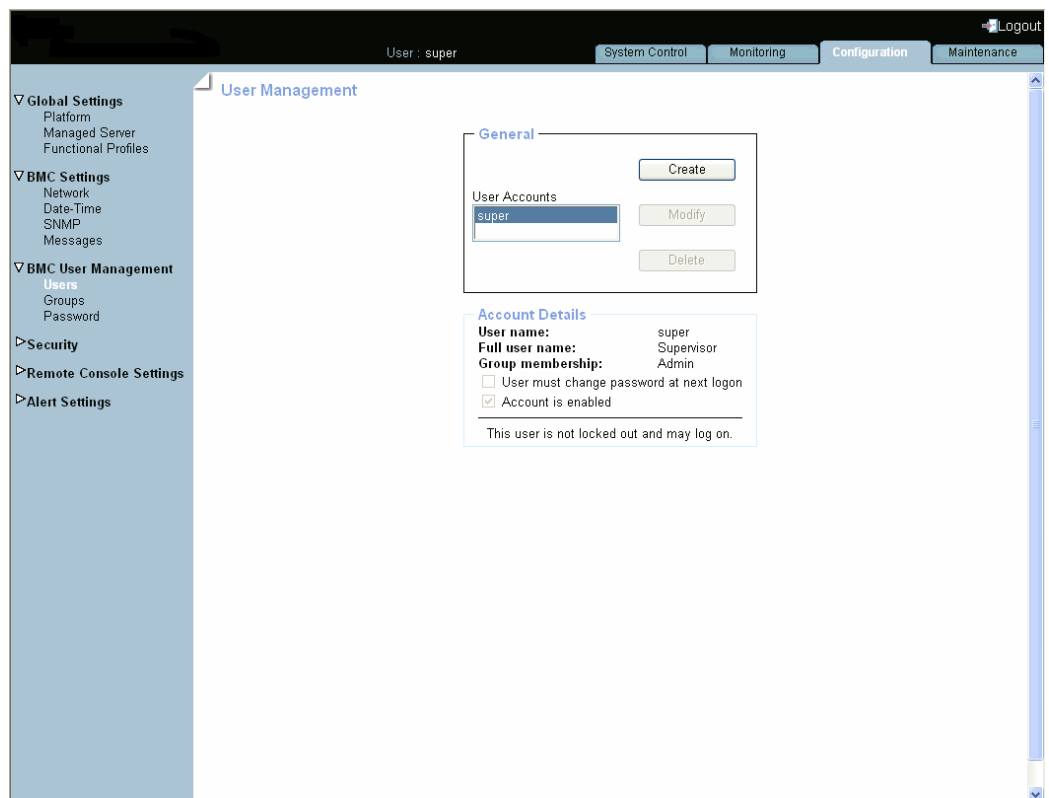 Logout
User : super
System Control
Monitoring
Configuration
Maintenance
Global Settings
Platform
Managed Server
Functional Profiles
BMC Settings
Network
Date-Time
SNMP
Messages
BMC User Management
Users
Groups
Password
Security
Remote Console Settings
Alert Settings
User Management
General
Create
User Accounts
super
Modify
Delete
Account Details
User name: super
Full user name: Supervisor
Group membership: Admin
User must change password at next logon
Account is enabled
This user is not locked out and may log on.